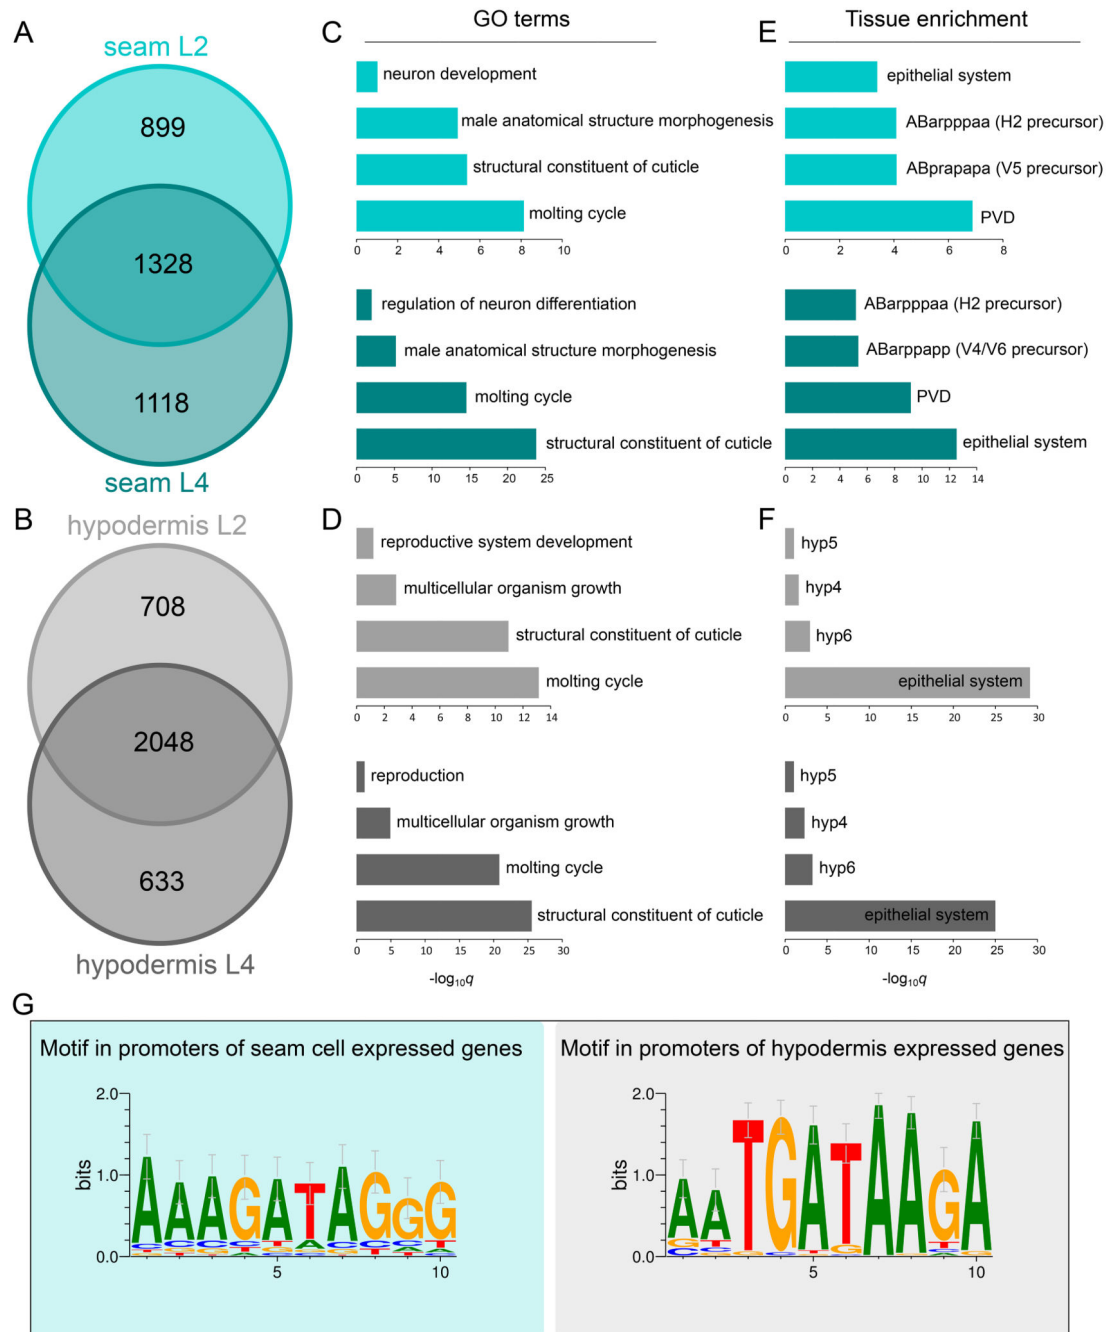 A
seam L2
899
1328
1118
seam L4
B
hypodermis L2
708
2048
633
hypodermis L4
GO terms
C
neuron development
male anatomical structure morphogenesis
structural constituent of cuticle
molting cycle
0 2 4 6 8 10
regulation of neuron differentiation
male anatomical structure morphogenesis
molting cycle
structural constituent of cuticle
0 5 10 15 20 25
D
reproductive system development
multicellular organism growth
structural constituent of cuticle
molting cycle
0 2 4 6 8 10 12 14
reproduction
multicellular organism growth
molting cycle
structural constituent of cuticle
0 5 10 15 20 25 30
-log₁₀q
Tissue enrichment
E
epithelial system
ABarpppaa (H2 precursor)
ABprapapa (V5 precursor)
PVD
0 2 4 6 8
ABarpppaa (H2 precursor)
ABarppapp (V4/V6 precursor)
PVD
epithelial system
0 2 4 6 8 10 12 14
F
hyp5
hyp4
hyp6
epithelial system
0 5 10 15 20 25 30
hyp5
hyp4
hyp6
epithelial system
0 5 10 15 20 25 30
-log₁₀q
G
Motif in promoters of seam cell expressed genes
2.0
1.0
0.0
bits
AAAGATAGGG
5 10
Motif in promoters of hypodermis expressed genes
2.0
1.0
0.0
bits
AATGATAAGA
5 10